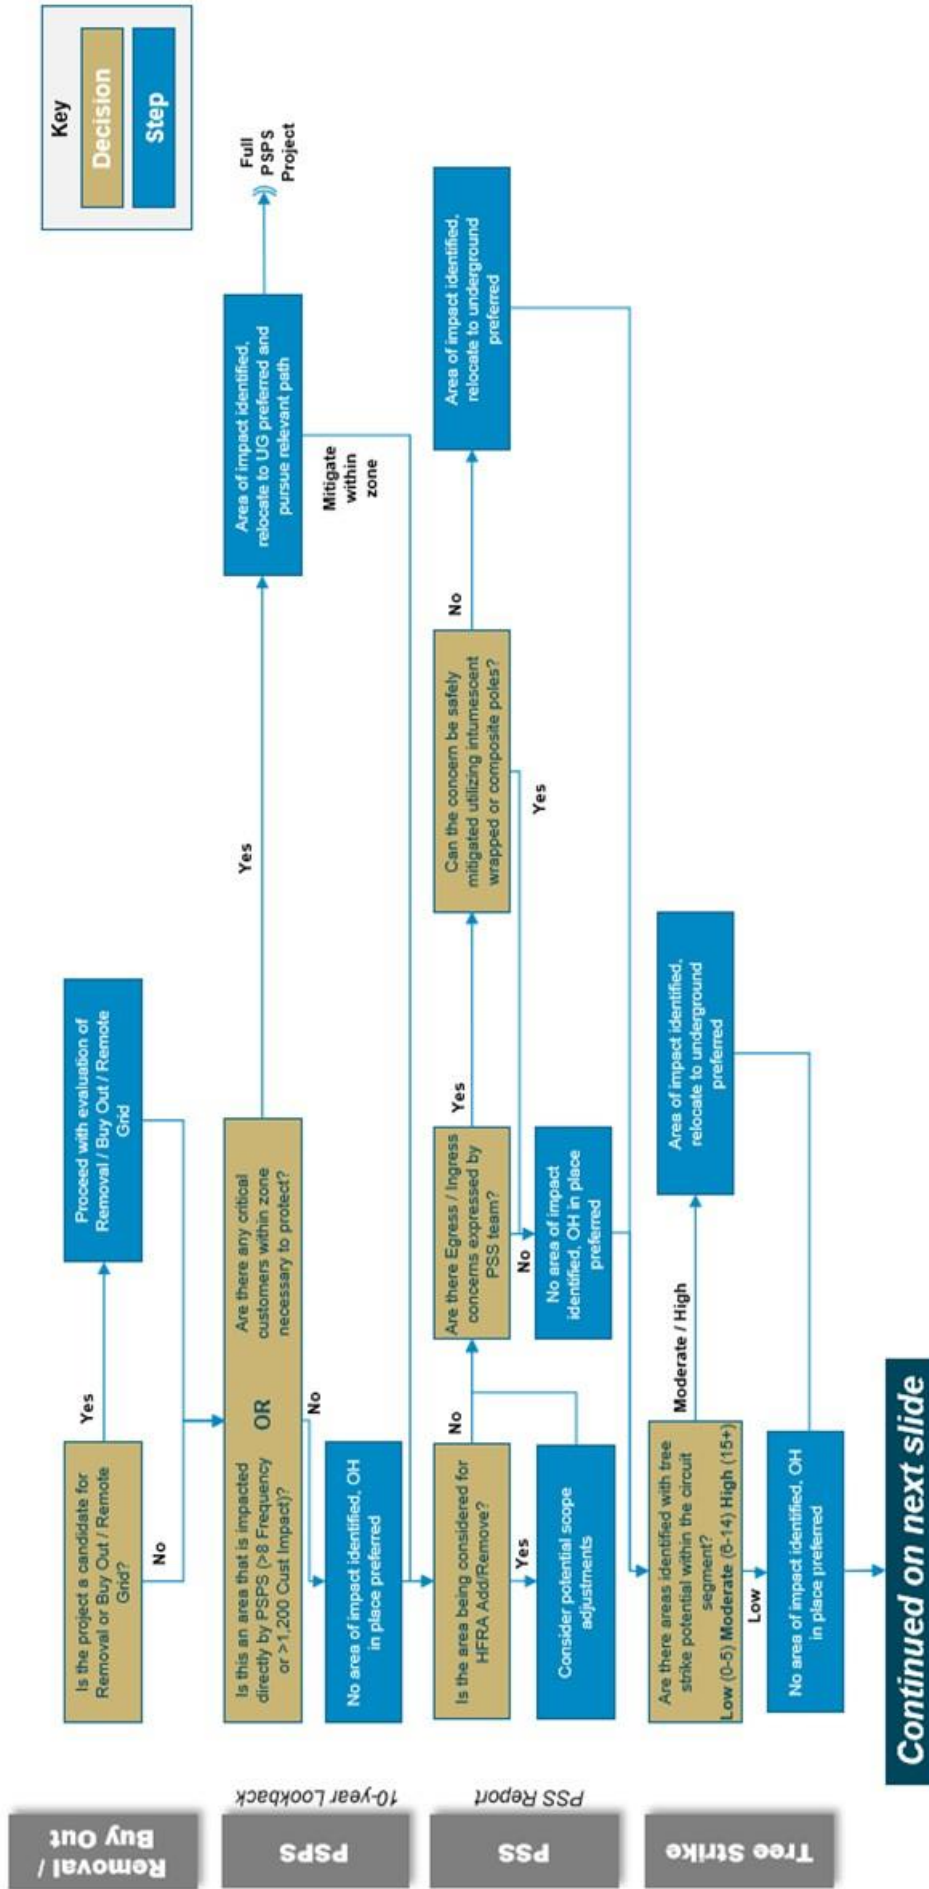 Key
Decision
Step
Removal /
Buy Out
Is the project a candidate for
Removal or Buy Out / Remote
Grid?
Yes
No
Proceed with evaluation of
Removal / Buy Out / Remote
Grid
PSPS
10-year Lookback
Is this an area that is impacted
directly by PSPS (>8 Frequency
or >1,200 Cust Impact)?
OR
Are there any critical
customers within zone
necessary to protect?
Yes
Area of impact identified,
relocate to UG preferred and
pursue relevant path
Full
PSPS
Project
Mitigate
within
zone
No
No area of impact identified, OH
in place preferred
PSS
PSS Report
Is the area being considered for
HFRA Add/Remove?
No
Yes
Consider potential scope
adjustments
Are there Egress / Ingress
concerns expressed by
PSS team?
Yes
No
No area of impact
identified, OH in place
preferred
Can the concern be safely
mitigated utilizing intumescent
wrapped or composite poles?
No
Yes
Area of impact identified,
relocate to underground
preferred
Tree Strike
Are there areas identified with tree
strike potential within the circuit
segment?
Low (0-5) Moderate (6-14) High (15+)
Moderate / High
Low
Area of impact identified,
relocate to underground
preferred
No area of impact identified, OH
in place preferred
Continued on next slide